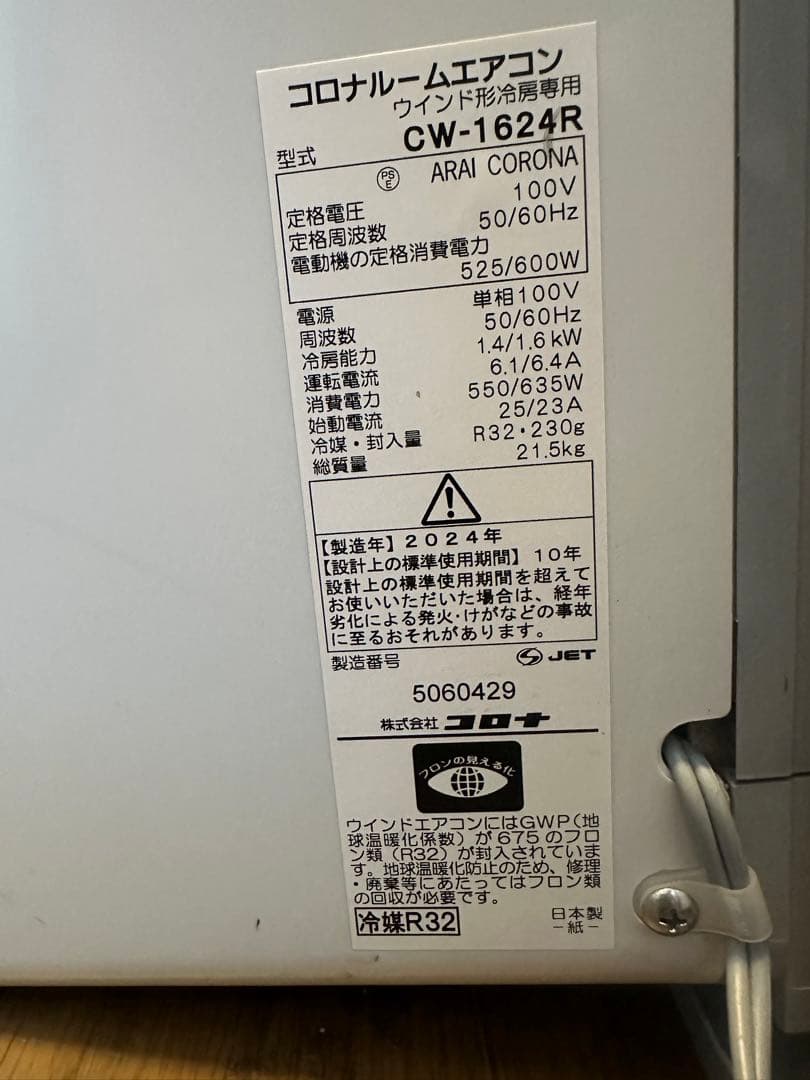 コロナルームエアコン
ウインド形冷房専用
型式 CW-1624R
PSE ARAI CORONA
定格電圧 100V
定格周波数 50/60Hz
電動機の定格消費電力
525/600W
電源 単相100V
周波数 50/60Hz
冷房能力 1.4/1.6kW
運転電流 6.1/6.4A
消費電力 550/635W
始動電流 25/23A
冷媒・封入量 R32・230g
総質量 21.5kg
【製造年】2024年
【設計上の標準使用期間】10年
設計上の標準使用期間を超えて
お使いいただいた場合は、経年
劣化による発火・けがなどの事故
に至るおそれがあります。
製造番号 JET
5060429
株式会社コロナ
フロンの見える化
ウインドエアコンにはGWP(地
球温暖化係数)が675のフロ
ン類(R32)が封入されていま
す。地球温暖化防止のため、修理
・廃棄等にあたってはフロン類
の回収が必要です。
冷媒R32 日本製
-紙-